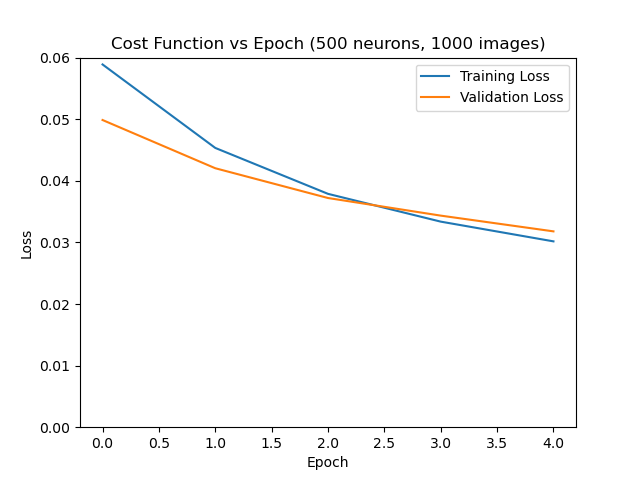 Cost Function vs Epoch (500 neurons, 1000 images)
Training Loss
Validation Loss
0.06
0.05
0.04
0.03
0.02
0.01
0.00
Loss
0.0 0.5 1.0 1.5 2.0 2.5 3.0 3.5 4.0
Epoch